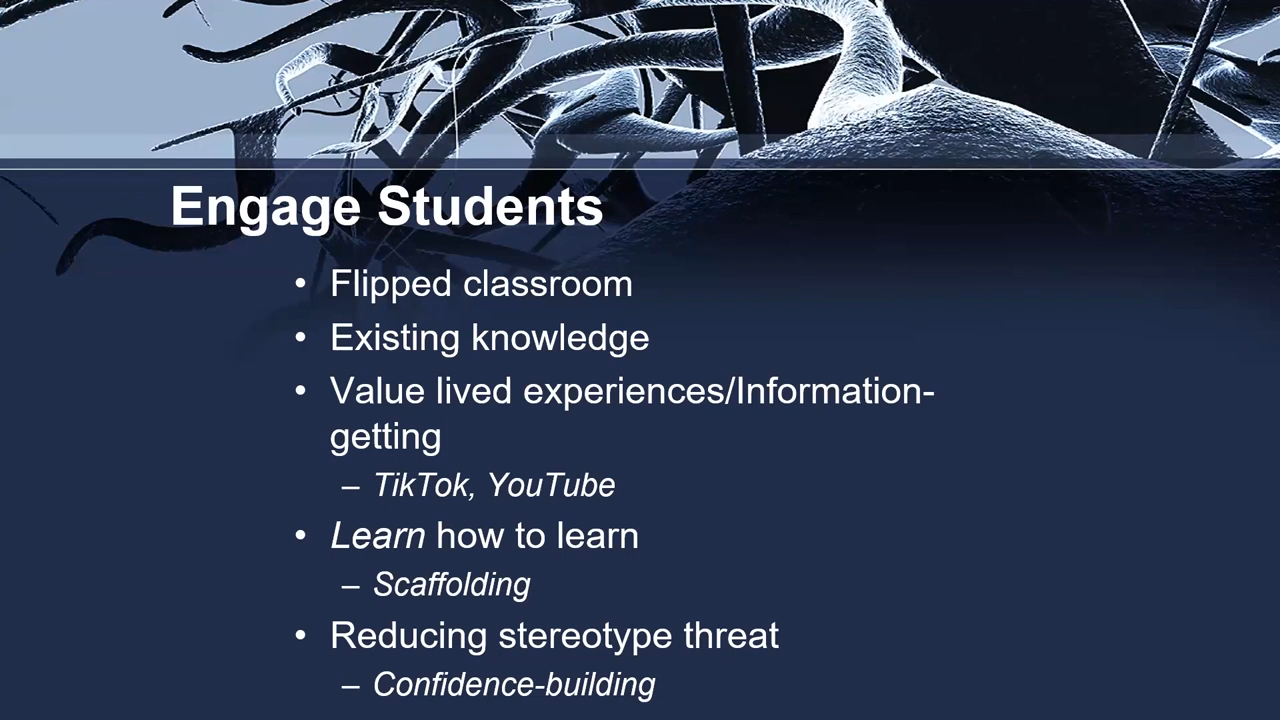 Engage Students
• Flipped classroom
• Existing knowledge
• Value lived experiences/Information-
getting
– TikTok, YouTube
• Learn how to learn
– Scaffolding
• Reducing stereotype threat
– Confidence-building